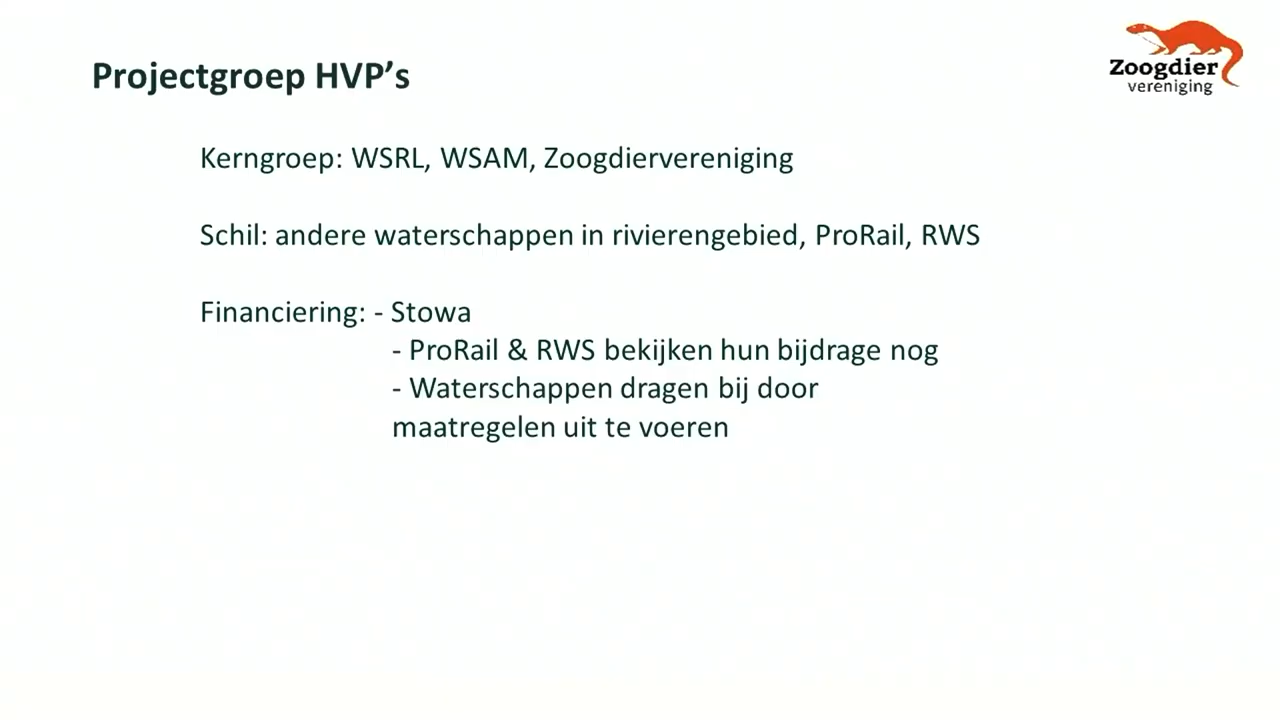 Projectgroep HVP’s
Zoogdier
vereniging
Kerngroep: WSRL, WSAM, Zoogdiervereniging
Schil: andere waterschappen in rivierengebied, ProRail, RWS
Financiering: - Stowa
- ProRail & RWS bekijken hun bijdrage nog
- Waterschappen dragen bij door
maatregelen uit te voeren